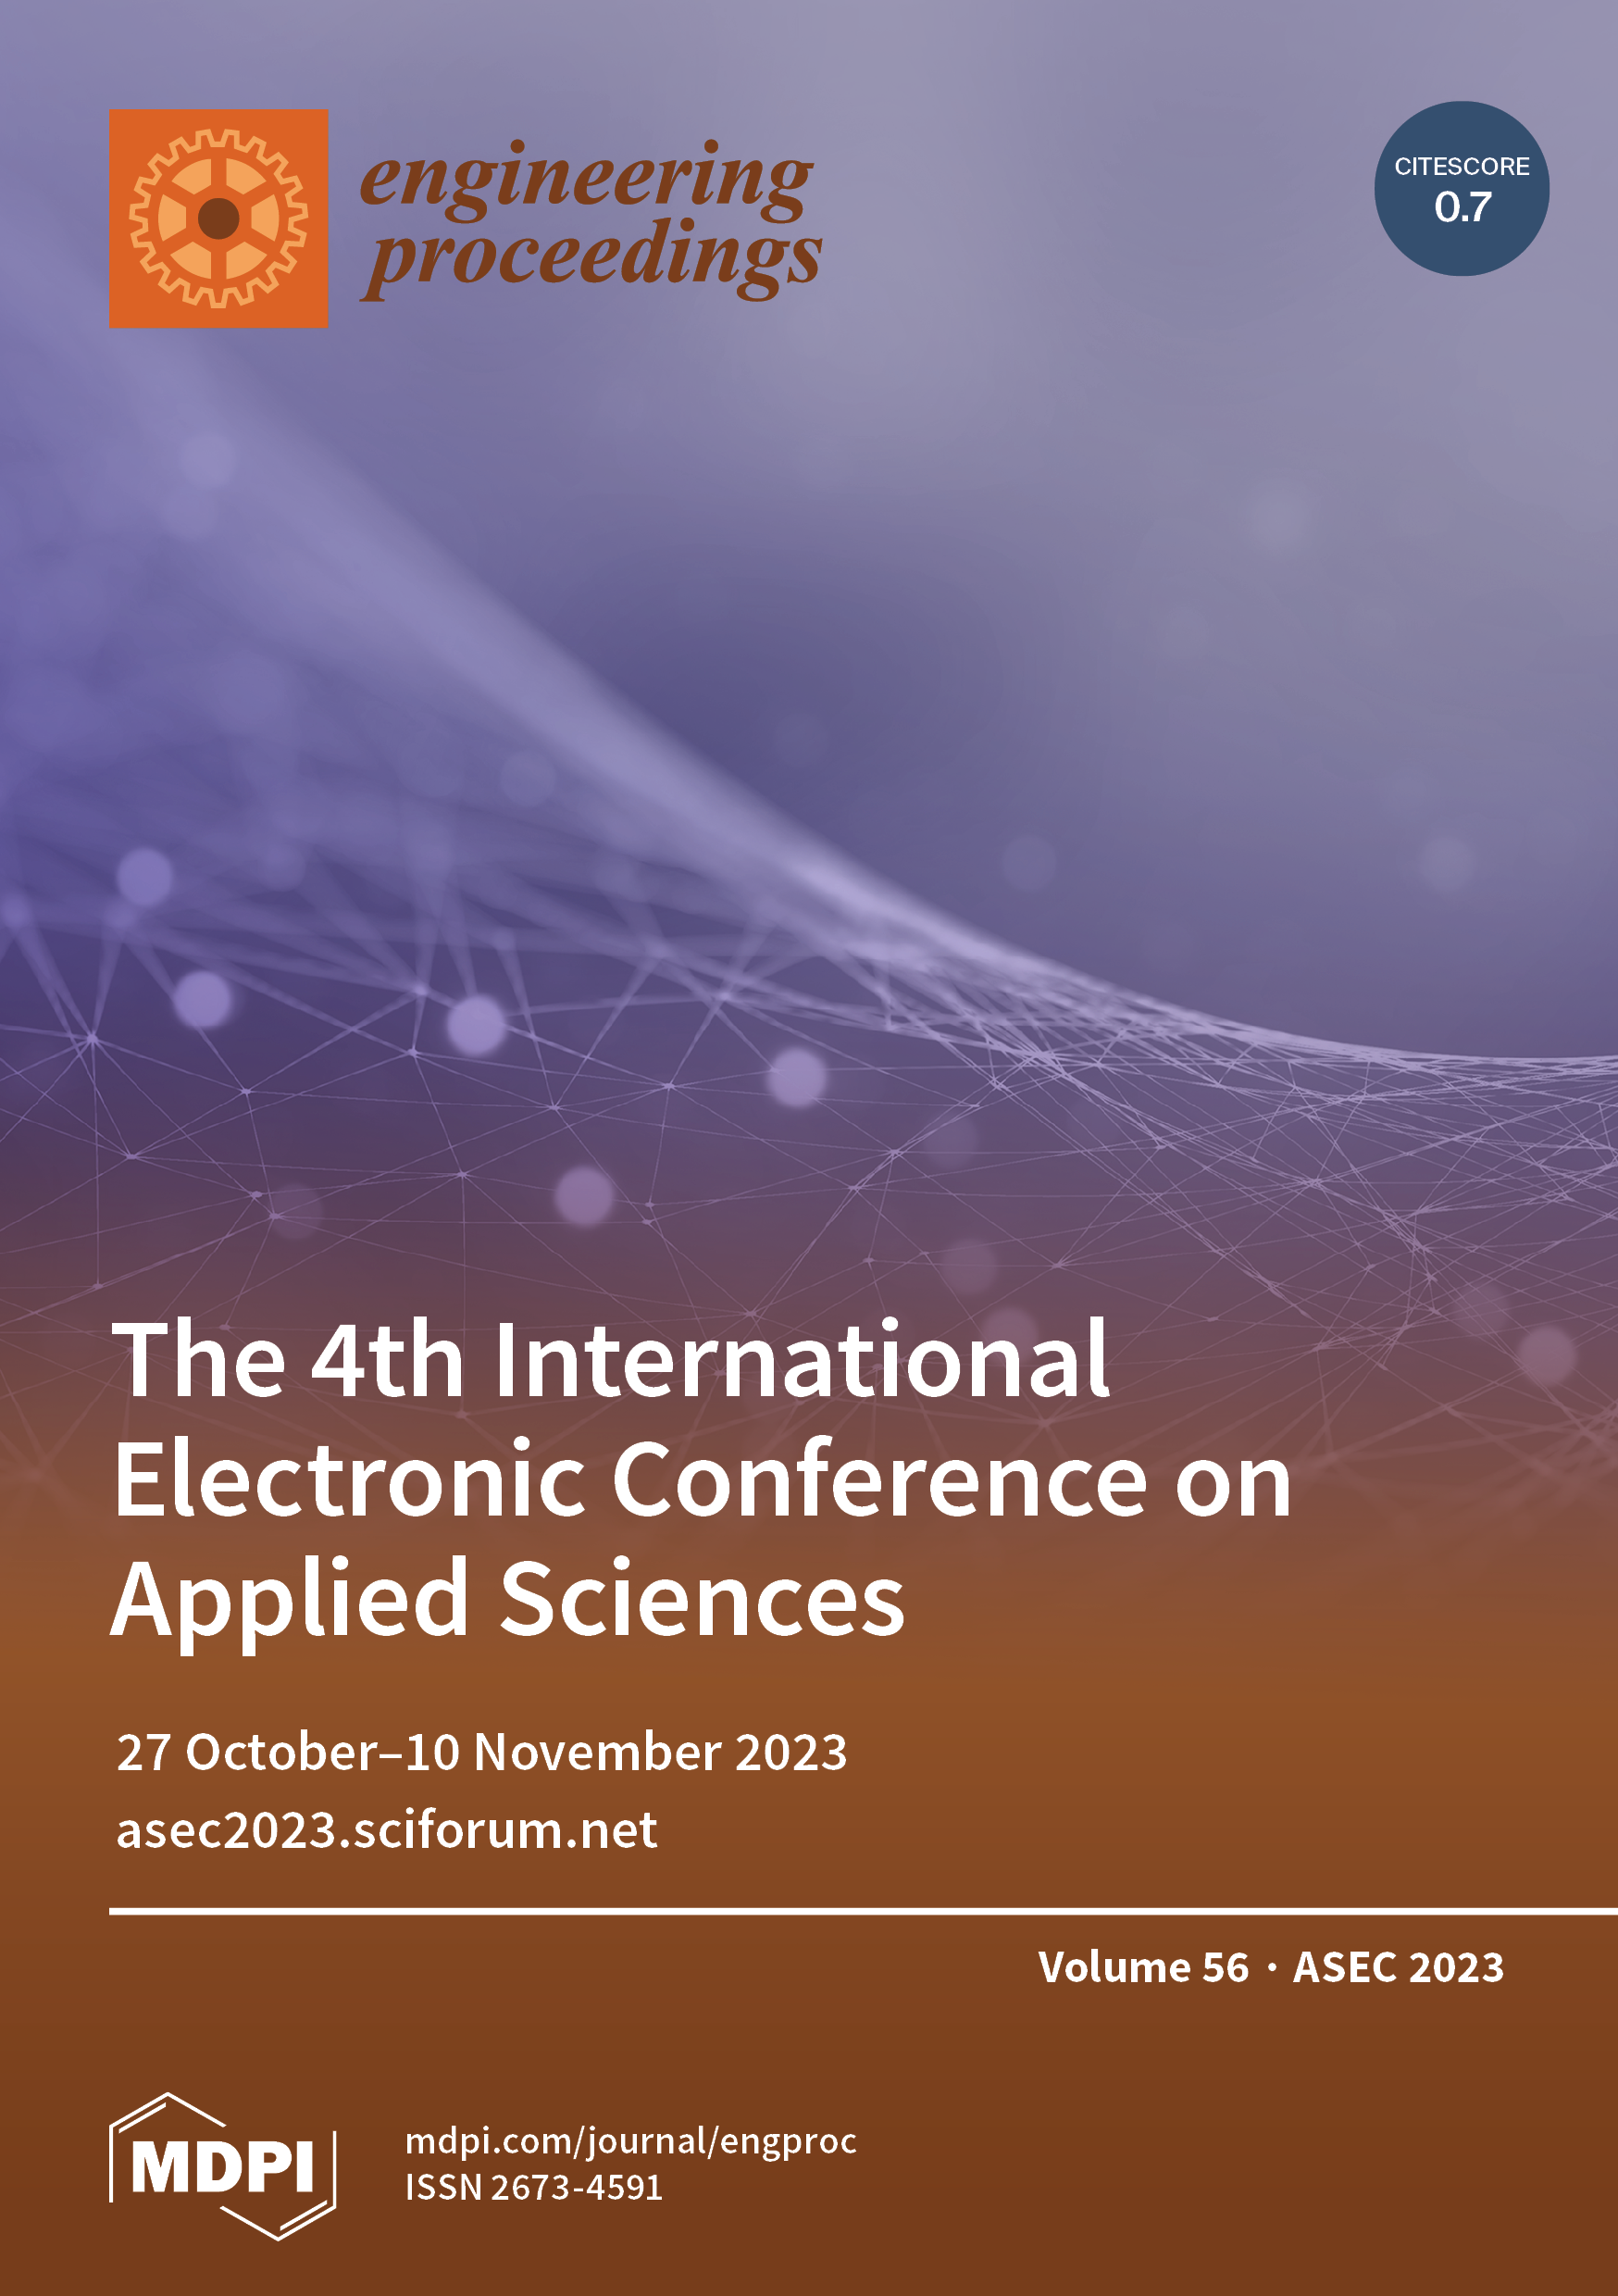 engineering
proceedings
CITESCORE
0.7
The 4th International
Electronic Conference on
Applied Sciences
27 October–10 November 2023
asec2023.sciforum.net
Volume 56 · ASEC 2023
MDPI
mdpi.com/journal/engproc
ISSN 2673-4591